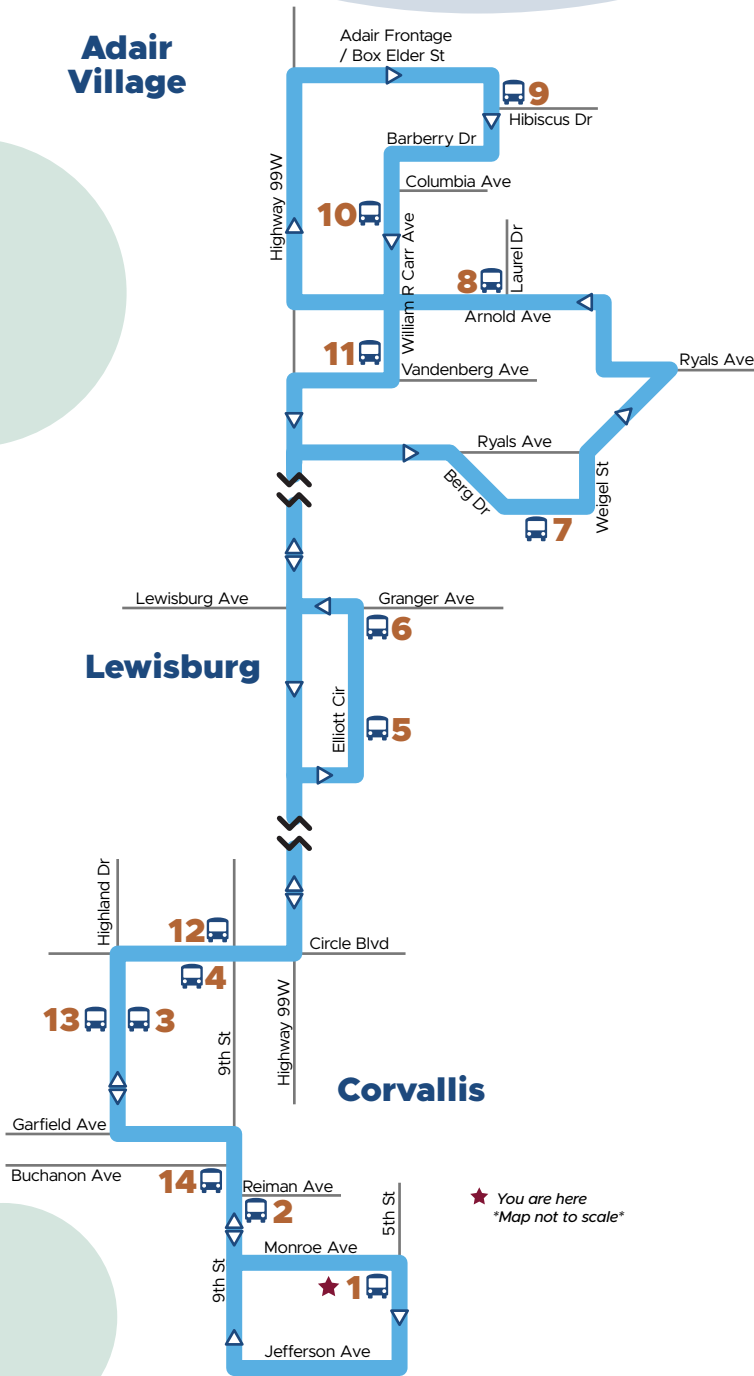 Adair
Village
Adair Frontage
/ Box Elder St
9
Hibiscus Dr
Barberry Dr
Columbia Ave
Highway 99W
10
William R Carr Ave
8
Laurel Dr
Arnold Ave
11
Vandenberg Ave
Ryals Ave
Ryals Ave
Berg Dr
Weigel St
7
Lewisburg Ave
Granger Ave
6
Lewisburg
Elliott Cir
5
Highland Dr
12
Circle Blvd
4
13
3
9th St
Highway 99W
Corvallis
Garfield Ave
Buchanon Ave
14
Reiman Ave
2
5th St
You are here
*Map not to scale*
Monroe Ave
9th St
1
Jefferson Ave